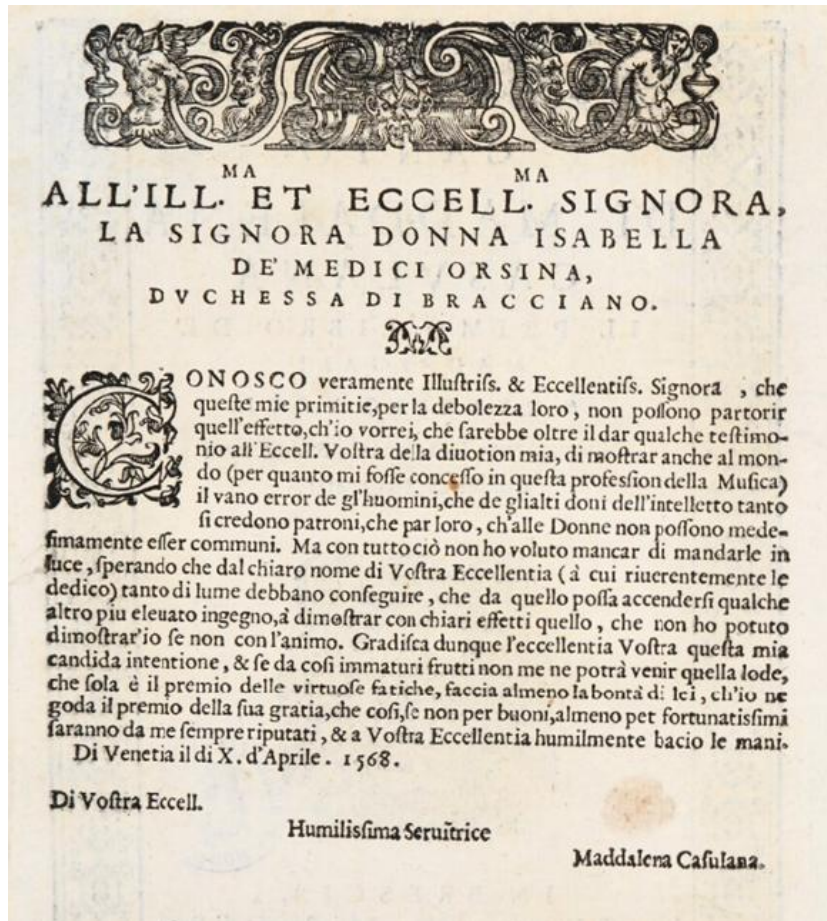 MA MA
ALL'ILL. ET ECCELL. SIGNORA,
LA SIGNORA DONNA ISABELLA
DE' MEDICI ORSINA,
DVCHESSA DI BRACCIANO.
CONOSCO veramente Illuſtriſs. & Eccellentiſs. Signora , che
queſte mie primitie,per la debolezza loro , non poſſono partorir
quell'effetto,ch'io vorrei, che ſarebbe oltre il dar qualche teſtimo-
nio all'Eccell. Voſtra della diuotion mia, di moſtrar anche al mon-
do (per quanto mi foſſe conceſſo in queſta profeſsion della Muſica)
il vano error de gl'huomini,che de glialti doni dell'intelletto tanto
ſi credono patroni,che par loro , ch'alle Donne non poſſono mede-
ſimamente eſſer communi. Ma con tutto ciò non ho voluto mancar di mandarle in
luce , ſperando che dal chiaro nome di Voſtra Eccellentia ( à cui riuerentemente le
dedico) tanto di lume debbano conſeguire , che da quello poſſa accenderſi qualche
altro piu eleuato ingegno,à dimoſtrar con chiari effetti quello , che non ho potuto
dimoſtrar'io ſe non con l'animo. Gradiſca dunque l'eccellentia Voſtra queſta mia
candida intentione , & ſe da coſi immaturi frutti non me ne potrà venir quella lode,
che ſola è il premio delle virtuoſe fatiche, faccia almeno la bontà di lei , ch'io ne
goda il premio della ſua gratia,che coſi,ſe non per buoni,almeno per fortunatiſsimi
ſaranno da me ſempre riputati , & a Voſtra Eccellentia humilmente bacio le mani.
Di Venetia il di X. d'Aprile . 1568.
Di Voſtra Eccell.
Humiliſsima Seruitrice
Maddalena Caſulana.